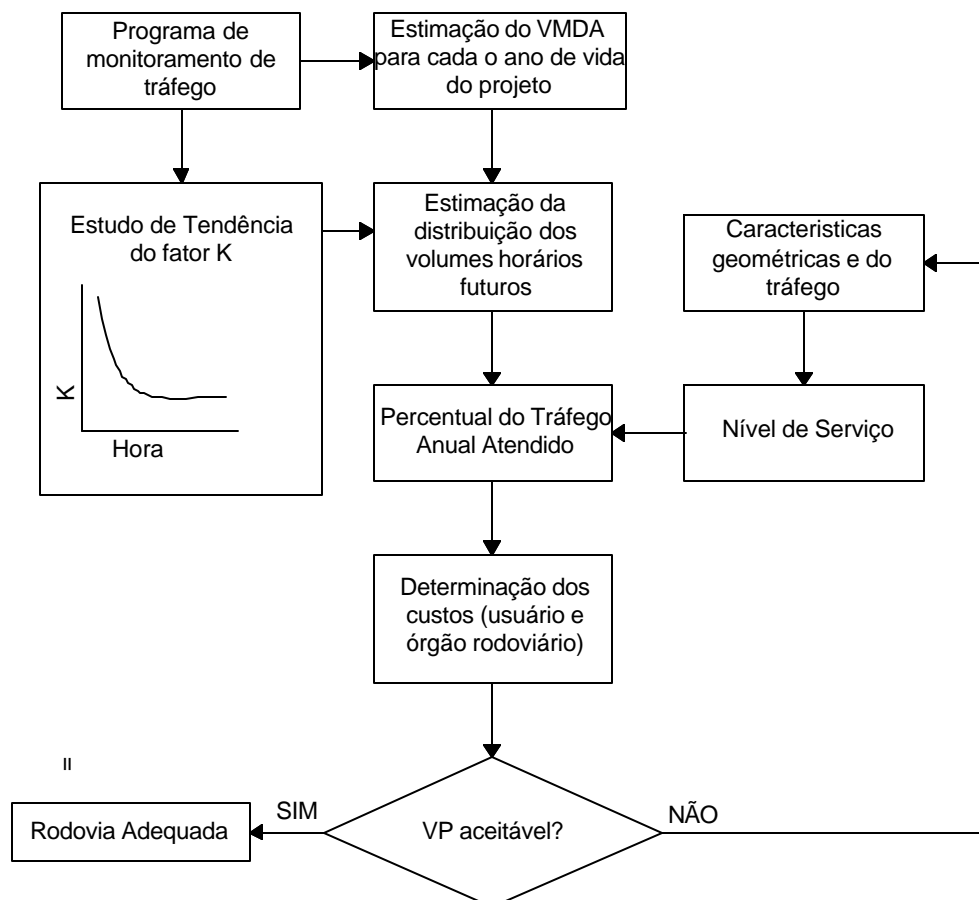 Programa de
monitoramento de
tráfego
Estimação do VMDA
para cada o ano de vida
do projeto
Estudo de Tendência
do fator K
K
Hora
Estimação da
distribuição dos
volumes horários
futuros
Caracteristicas
geométricas e do
tráfego
Percentual do Tráfego
Anual Atendido
Nível de Serviço
Determinação dos
custos (usuário e
órgão rodoviário)
II
SIM
NÃO
Rodovia Adequada
VP aceitável?